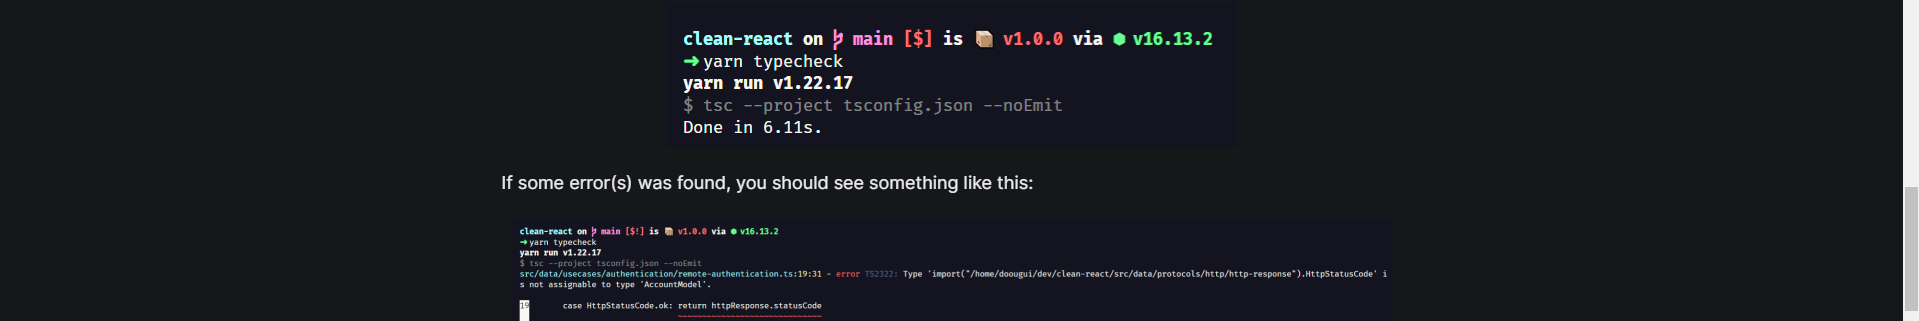 clean-react on main [$] is v1.0.0 via v16.13.2
➜ yarn typecheck
yarn run v1.22.17
$ tsc --project tsconfig.json --noEmit
Done in 6.11s.
If some error(s) was found, you should see something like this:
clean-react on main [$!] is v1.0.0 via v16.13.2
➜ yarn typecheck
yarn run v1.22.17
$ tsc --project tsconfig.json --noEmit
src/data/usecases/authentication/remote-authentication.ts:19:31 - error TS2322: Type 'import("/home/doougui/dev/clean-react/src/data/protocols/http/http-response").HttpStatusCode' i
s not assignable to type 'AccountModel'.
19 case HttpStatusCode.ok: return httpResponse.statusCode